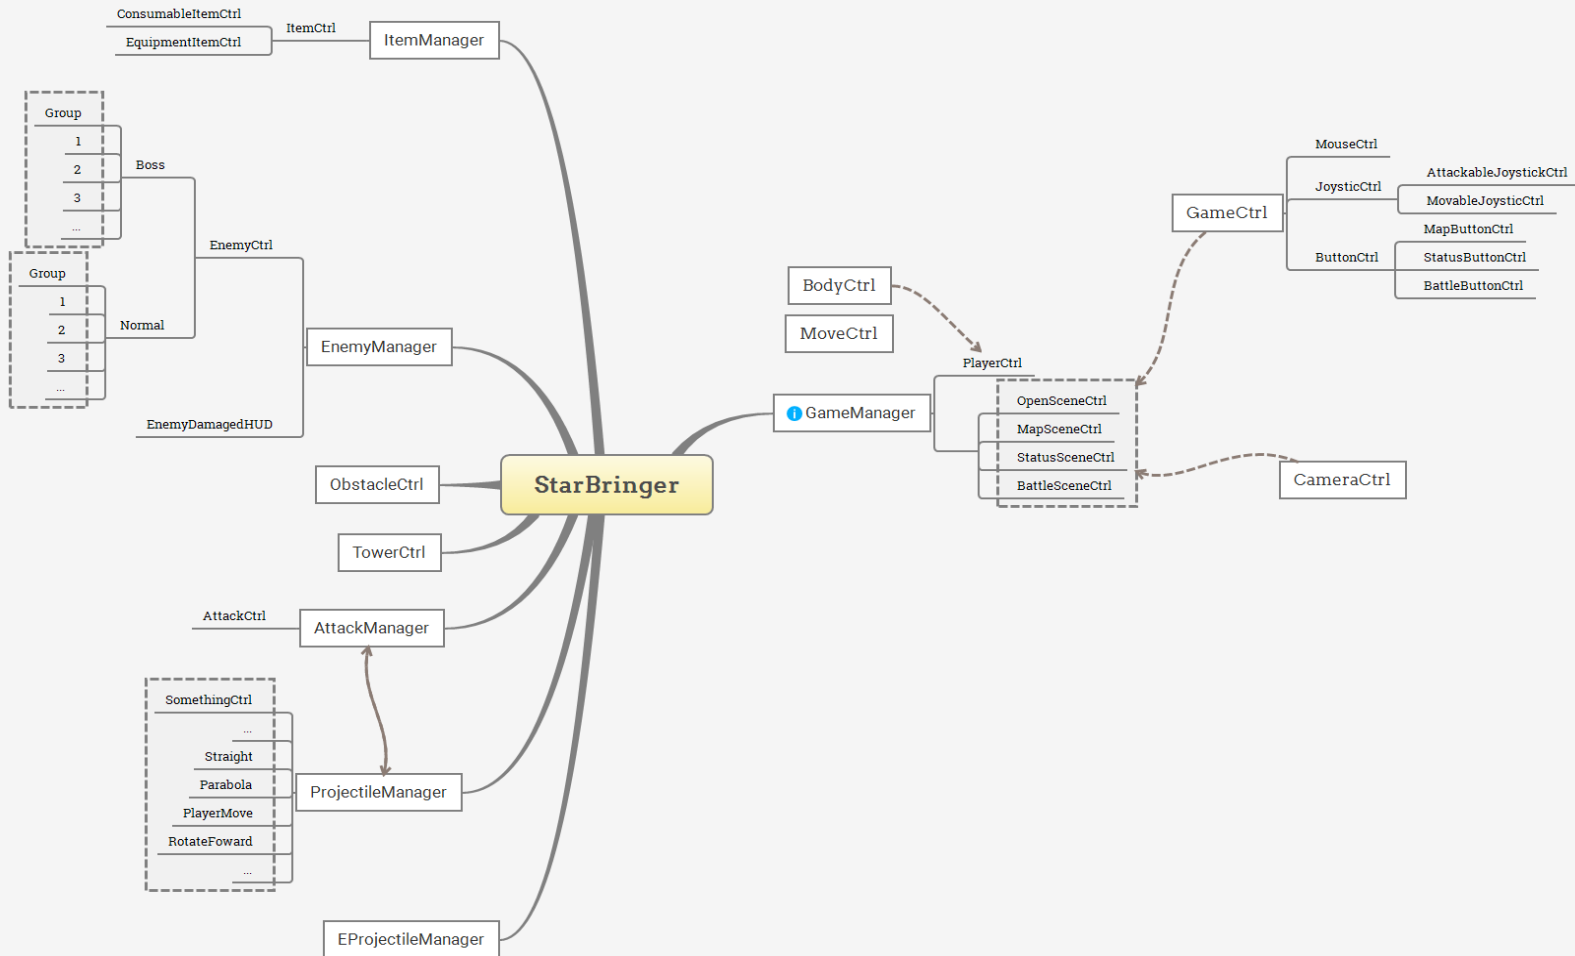 ConsumableItemCtrl
EquipmentItemCtrl
ItemCtrl
ItemManager
Group
1
2
3
...
Boss
Group
1
2
3
...
Normal
EnemyCtrl
EnemyDamagedHUD
EnemyManager
ObstacleCtrl
TowerCtrl
AttackCtrl
AttackManager
SomethingCtrl
...
Straight
Parabola
PlayerMove
RotateFoward
...
ProjectileManager
EProjectileManager
StarBringer
BodyCtrl
MoveCtrl
i GameManager
PlayerCtrl
OpenSceneCtrl
MapSceneCtrl
StatusSceneCtrl
BattleSceneCtrl
GameCtrl
MouseCtrl
JoysticCtrl
AttackableJoystickCtrl
MovableJoysticCtrl
ButtonCtrl
MapButtonCtrl
StatusButtonCtrl
BattleButtonCtrl
CameraCtrl